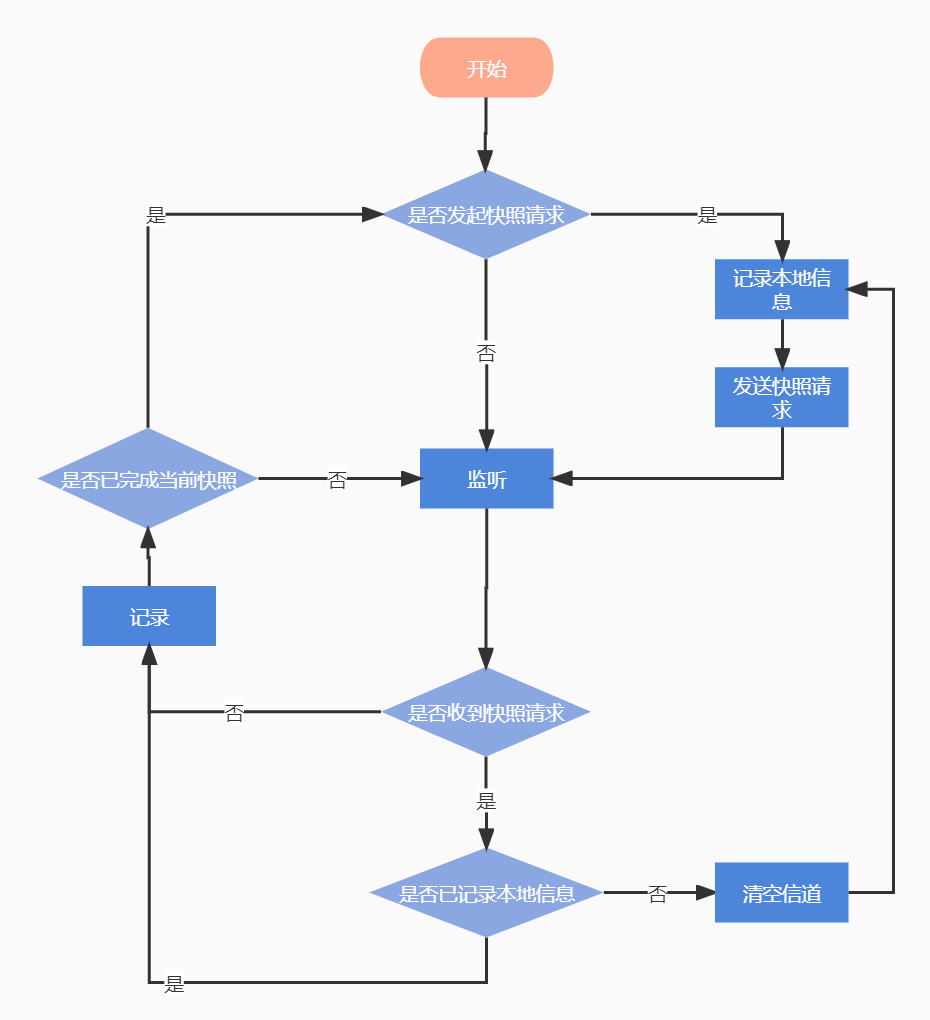 开始
是
是否发起快照请求
是
记录本地信
息
否
发送快照请
求
是否已完成当前快照
否
监听
记录
否
是否收到快照请求
是
是否已记录本地信息
否
清空信道
是